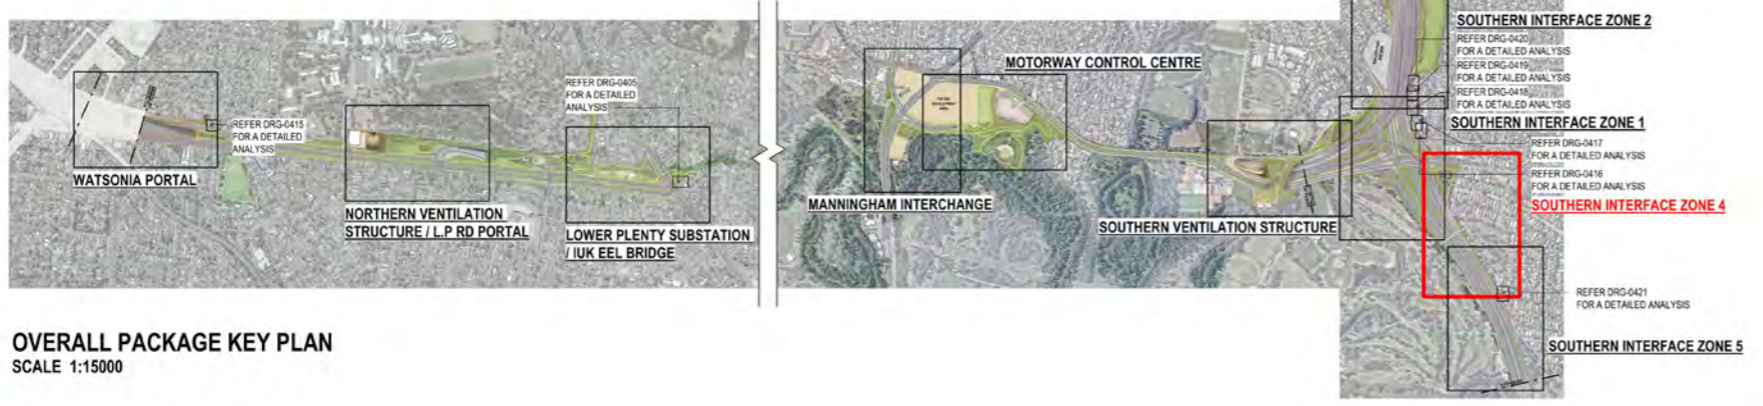 WATSONIA PORTAL
REFER DRG-0415
FOR A DETAILED
ANALYSIS
NORTHERN VENTILATION
STRUCTURE / L.P RD PORTAL
REFER DRG-0405
FOR A DETAILED
ANALYSIS
LOWER PLENTY SUBSTATION
/ IUK EEL BRIDGE
MANNINGHAM INTERCHANGE
MOTORWAY CONTROL CENTRE
SOUTHERN VENTILATION STRUCTURE
SOUTHERN INTERFACE ZONE 2
REFER DRG-0420
FOR A DETAILED ANALYSIS
REFER DRG-0419
FOR A DETAILED ANALYSIS
REFER DRG-0418
FOR A DETAILED ANALYSIS
SOUTHERN INTERFACE ZONE 1
REFER DRG-0417
FOR A DETAILED ANALYSIS
REFER DRG-0416
FOR A DETAILED ANALYSIS
SOUTHERN INTERFACE ZONE 4
REFER DRG-0421
FOR A DETAILED ANALYSIS
SOUTHERN INTERFACE ZONE 5
OVERALL PACKAGE KEY PLAN
SCALE 1:15000